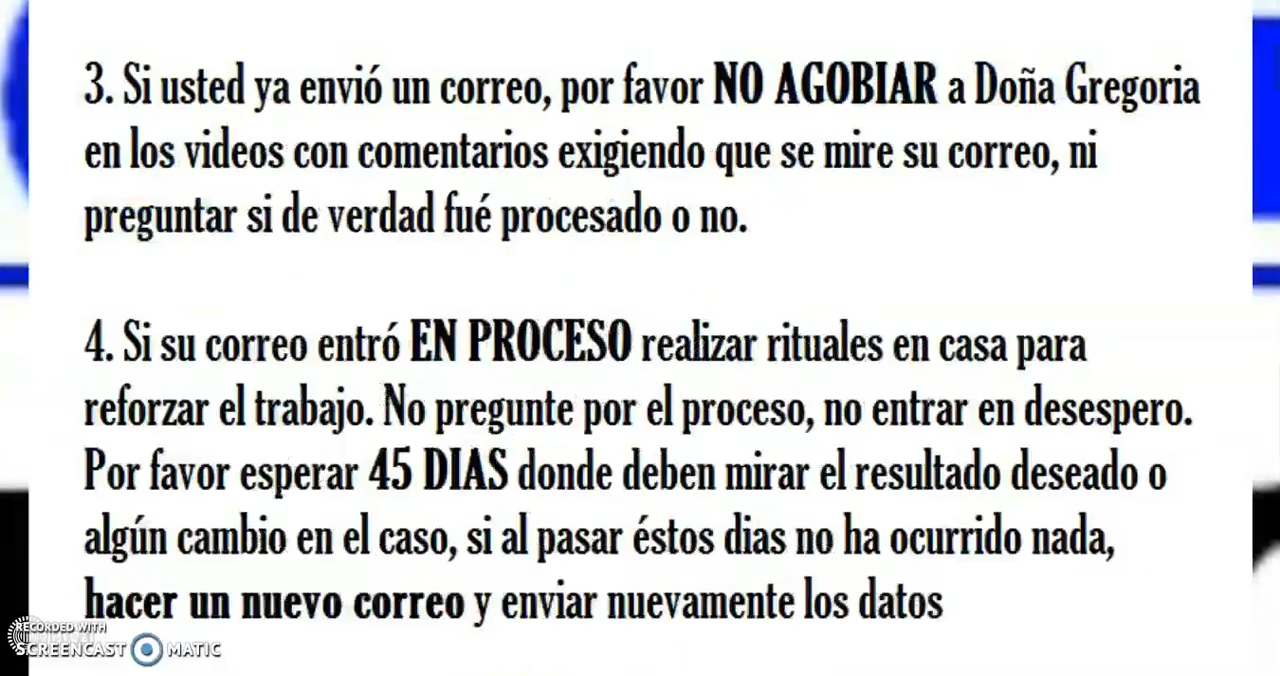 3. Si usted ya envió un correo, por favor NO AGOBIAR a Doña Gregoria
en los videos con comentarios exigiendo que se mire su correo, ni
preguntar si de verdad fué procesado o no.
4. Si su correo entró EN PROCESO realizar rituales en casa para
reforzar el trabajo. No pregunte por el proceso, no entrar en desespero.
Por favor esperar 45 DIAS donde deben mirar el resultado deseado o
algún cambio en el caso, si al pasar éstos dias no ha ocurrido nada,
hacer un nuevo correo y enviar nuevamente los datos
RECORDED WITH
SCREENCAST MATIC